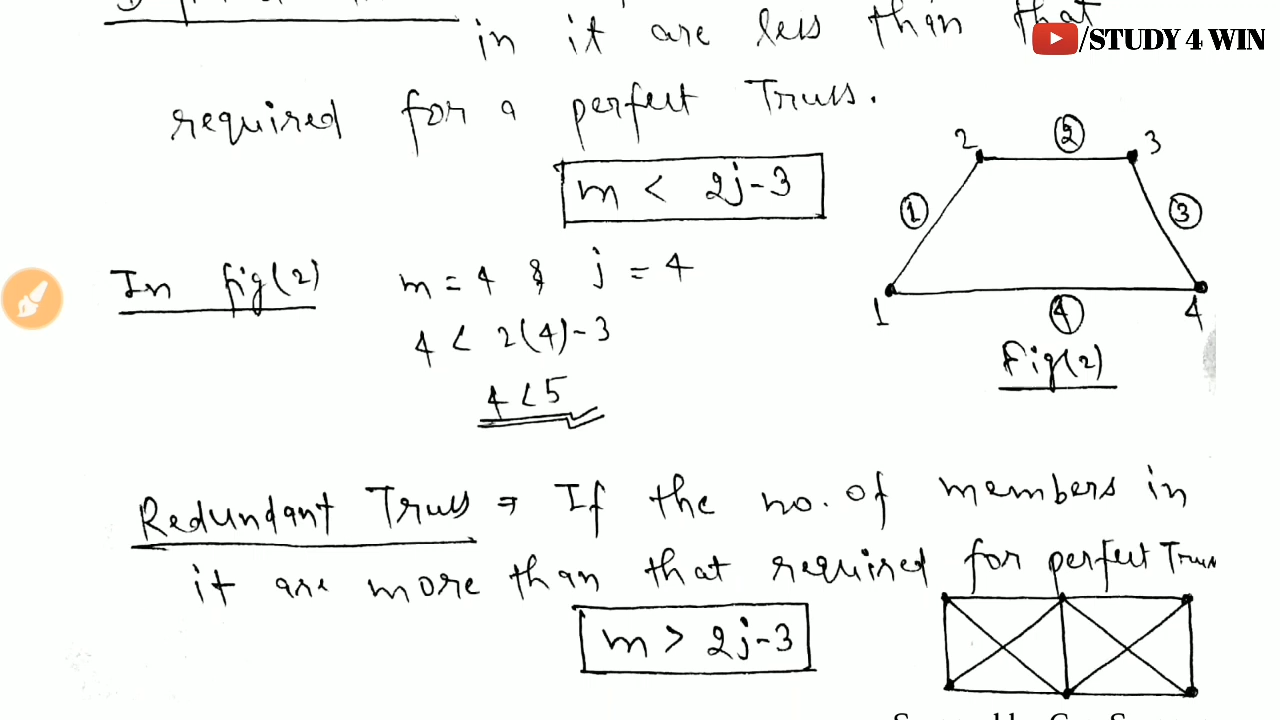 in it are less than that
/STUDY 4 WIN
required for a perfect Truss.
m < 2j-3
2 ② 3
① ③
1 ④ 4
Fig(2)
In fig(2) m = 4 & j = 4
4 < 2(4)-3
4 < 5
Redundant Truss ⇒ If the no. of members in
it are more than that required for perfect Truss
m > 2j-3